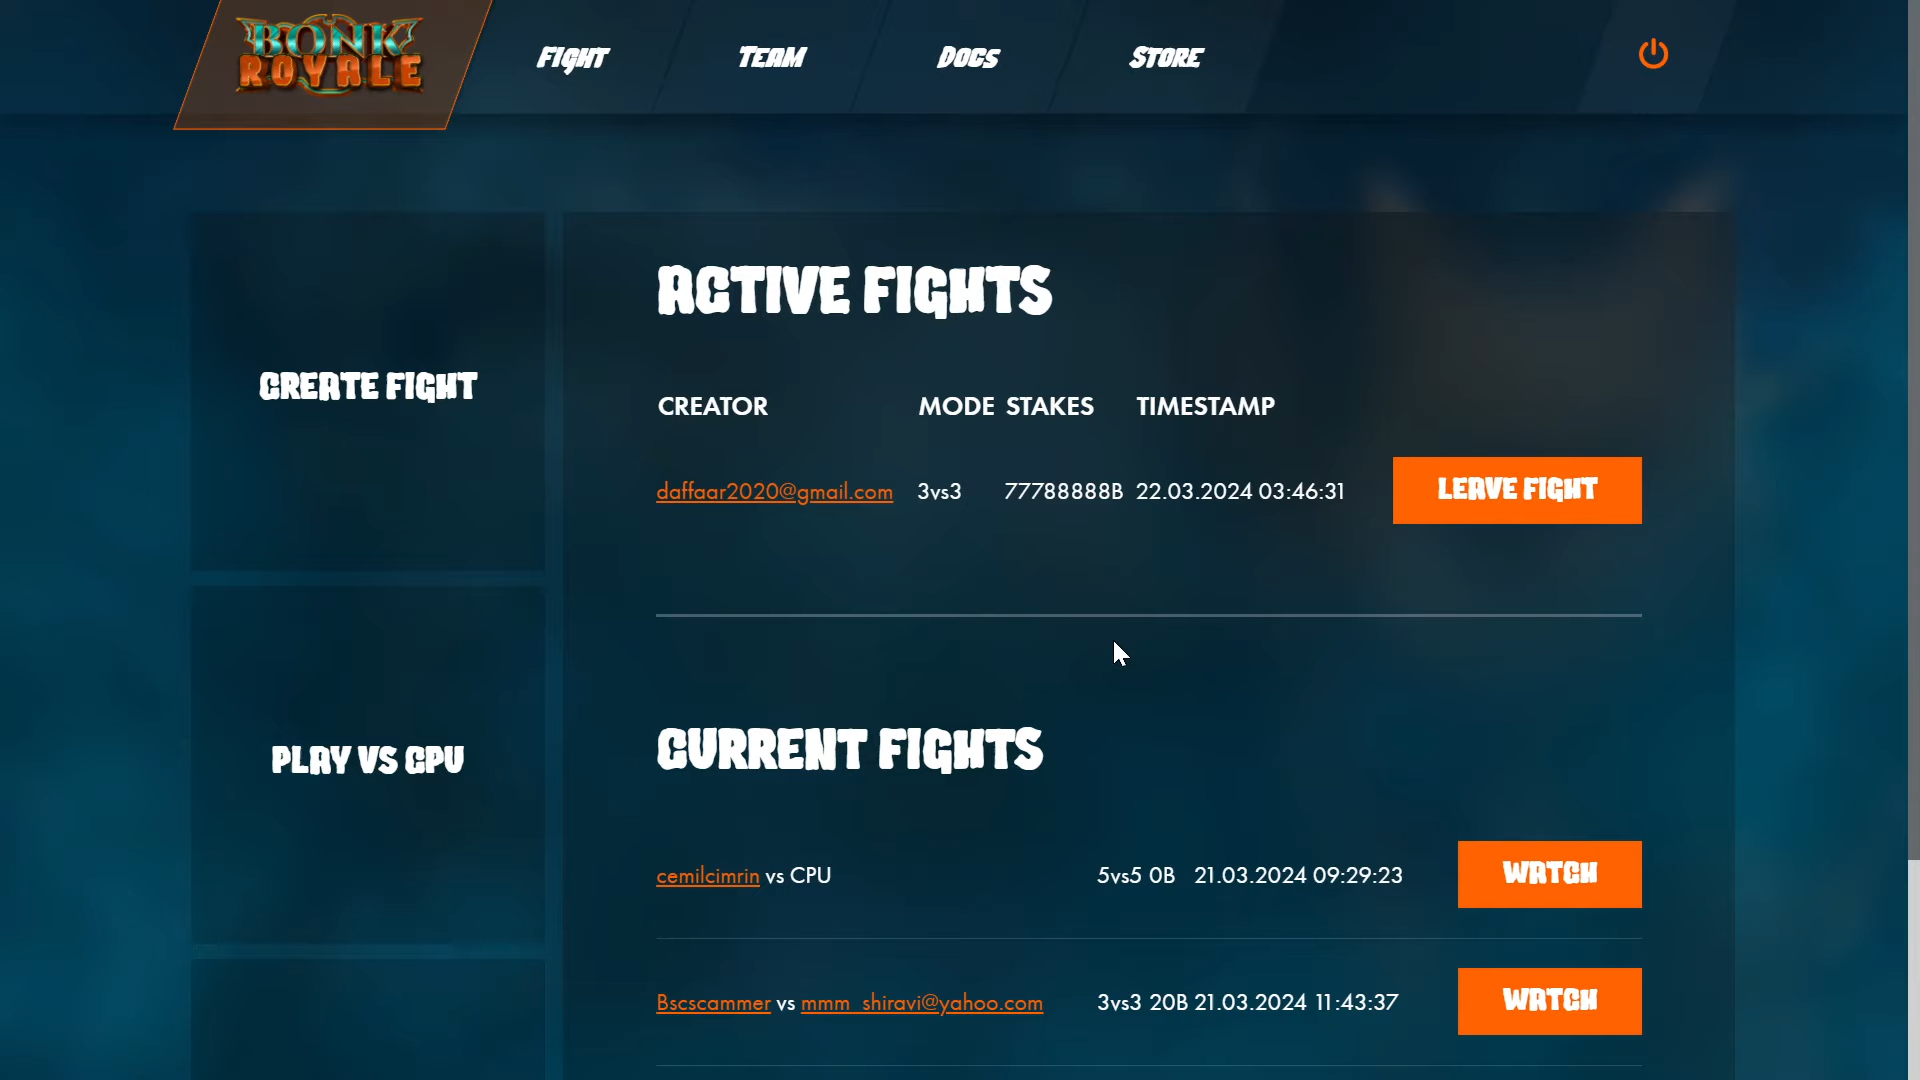 BONK
ROYALE
FIGHT
TEAM
DOCS
STORE
CREATE FIGHT
PLAY VS CPU
ACTIVE FIGHTS
CREATOR MODE STAKES TIMESTAMP
daffaar2020@gmail.com 3vs3 77788888B 22.03.2024 03:46:31 LEAVE FIGHT
CURRENT FIGHTS
cemilcimrin vs CPU 5vs5 0B 21.03.2024 09:29:23 WATCH
Bscscammer vs mmm_shiravi@yahoo.com 3vs3 20B 21.03.2024 11:43:37 WATCH